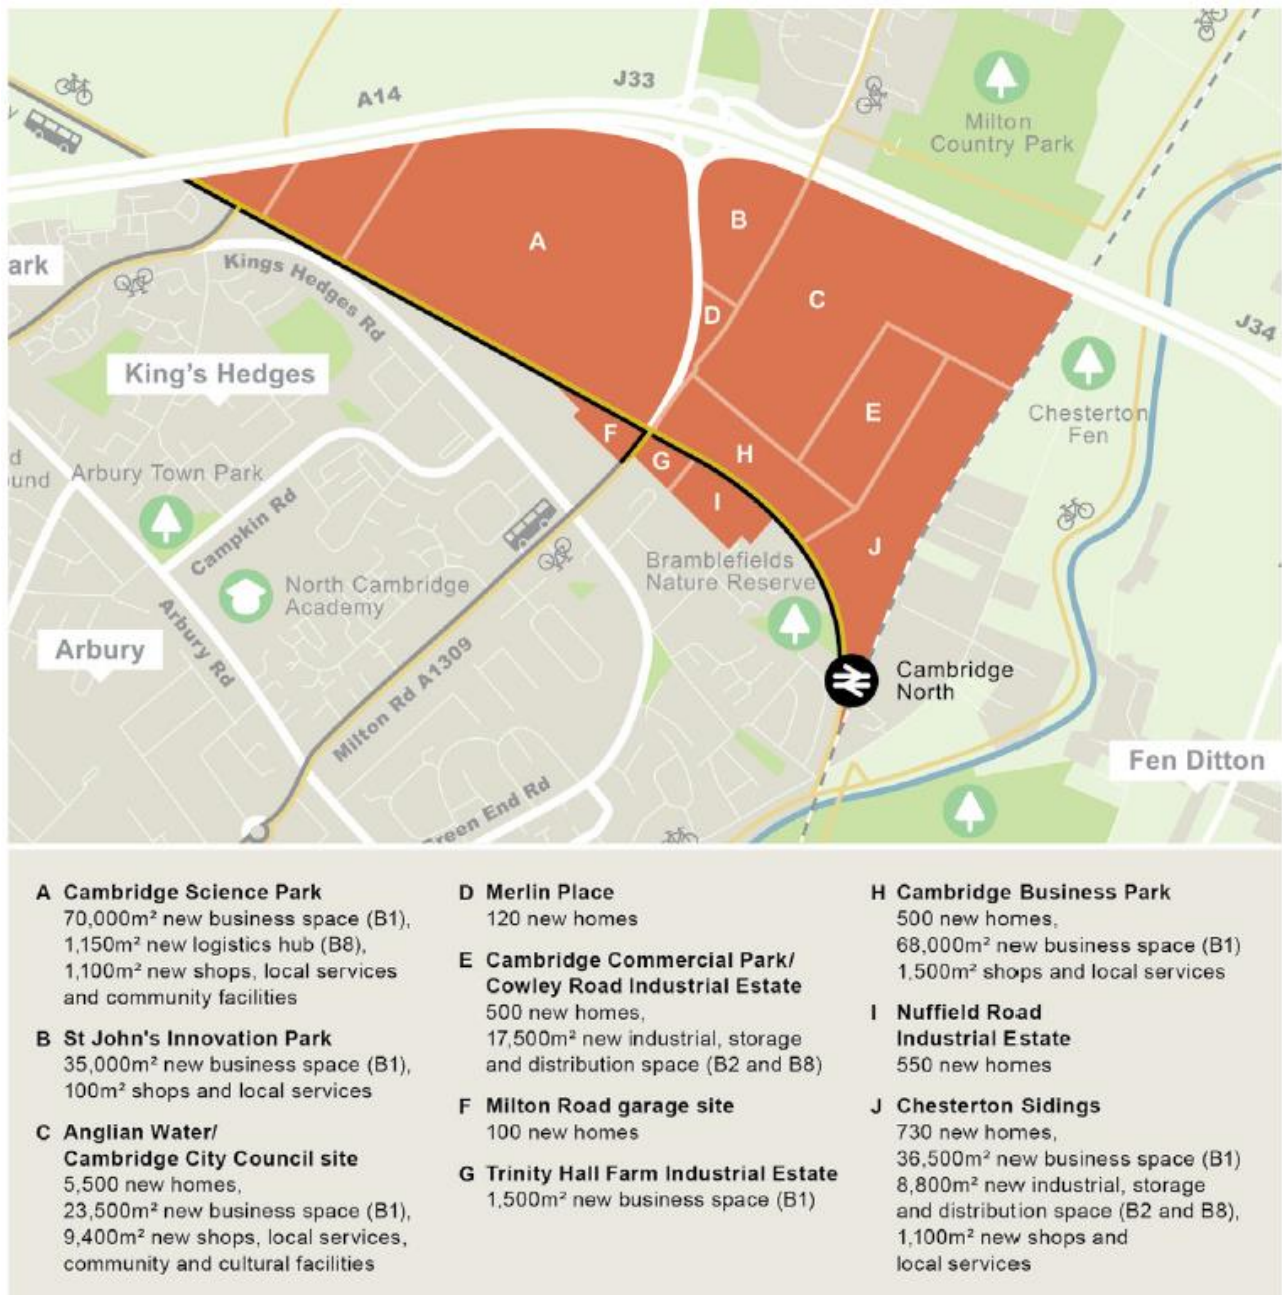 A14
J33
Milton
Country Park
ark
Kings Hedges Rd
A
B
C
D
J34
King's Hedges
Chesterton
Fen
E
F
G
H
I
d
und
Arbury Town Park
Campkin Rd
North Cambridge
Academy
Bramblefields
Nature Reserve
J
Arbury
Arbury Rd
Milton Rd A1309
Cambridge
North
Fen Ditton
Green End Rd
A Cambridge Science Park
70,000m² new business space (B1),
1,150m² new logistics hub (B8),
1,100m² new shops, local services
and community facilities
B St John's Innovation Park
35,000m² new business space (B1),
100m² shops and local services
C Anglian Water/
Cambridge City Council site
5,500 new homes,
23,500m² new business space (B1),
9,400m² new shops, local services,
community and cultural facilities
D Merlin Place
120 new homes
E Cambridge Commercial Park/
Cowley Road Industrial Estate
500 new homes,
17,500m² new industrial, storage
and distribution space (B2 and B8)
F Milton Road garage site
100 new homes
G Trinity Hall Farm Industrial Estate
1,500m² new business space (B1)
H Cambridge Business Park
500 new homes,
68,000m² new business space (B1)
1,500m² shops and local services
I Nuffield Road
Industrial Estate
550 new homes
J Chesterton Sidings
730 new homes,
36,500m² new business space (B1)
8,800m² new industrial, storage
and distribution space (B2 and B8),
1,100m² new shops and
local services